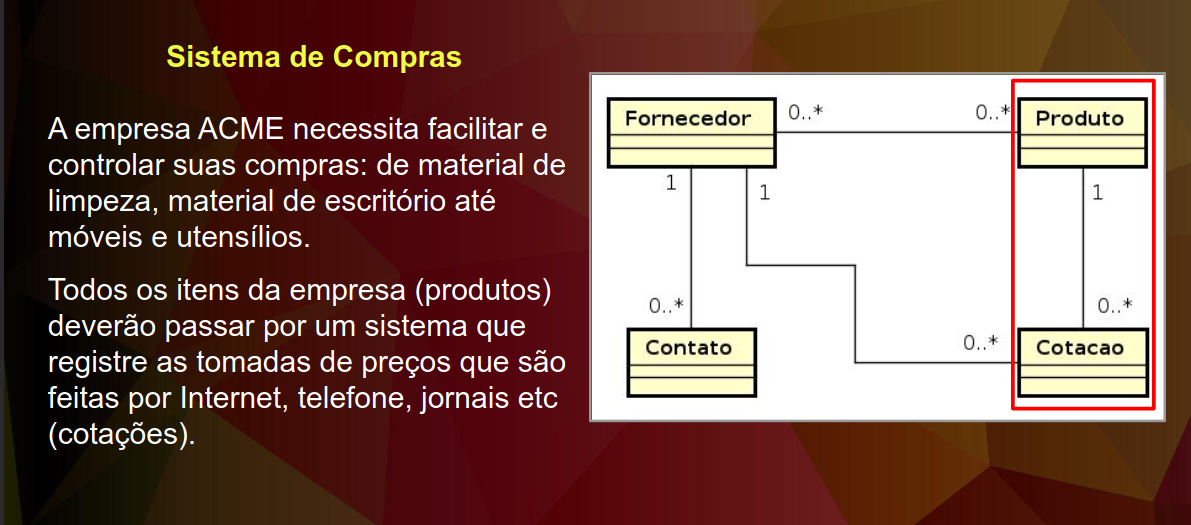 Sistema de Compras
A empresa ACME necessita facilitar e
controlar suas compras: de material de
limpeza, material de escritório até
móveis e utensílios.
Todos os itens da empresa (produtos)
deverão passar por um sistema que
registre as tomadas de preços que são
feitas por Internet, telefone, jornais etc
(cotações).
Fornecedor 0..* 0..* Produto
1 1 1
0..* 0..* 0..*
Contato Cotacao